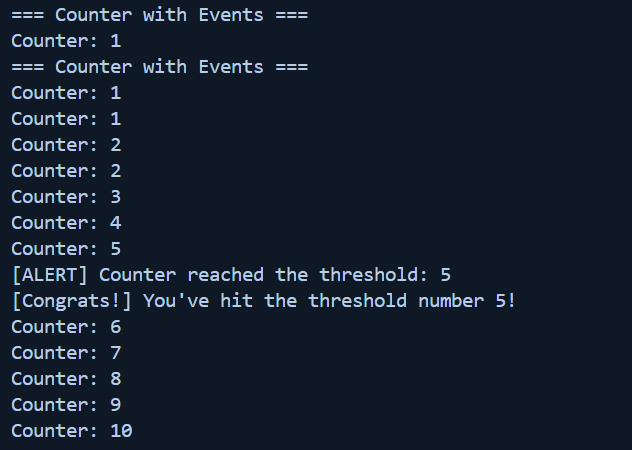 === Counter with Events ===
Counter: 1
=== Counter with Events ===
Counter: 1
Counter: 1
Counter: 2
Counter: 2
Counter: 3
Counter: 4
Counter: 5
[ALERT] Counter reached the threshold: 5
[Congrats!] You've hit the threshold number 5!
Counter: 6
Counter: 7
Counter: 8
Counter: 9
Counter: 10